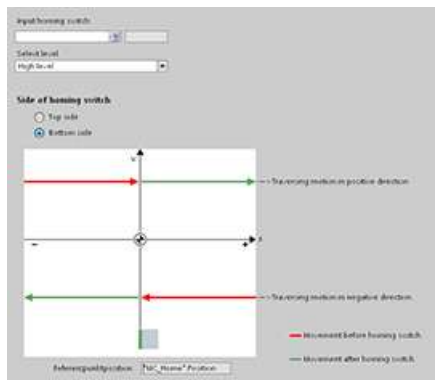 Input homing switch:
Select level:
High level
Side of homing switch
Top side
Bottom side
v
Traversing motion in positive direction
- + x
Traversing motion in negative direction
Movement before homing switch
Movement after homing switch
Reference point position: "MC_Home".Position